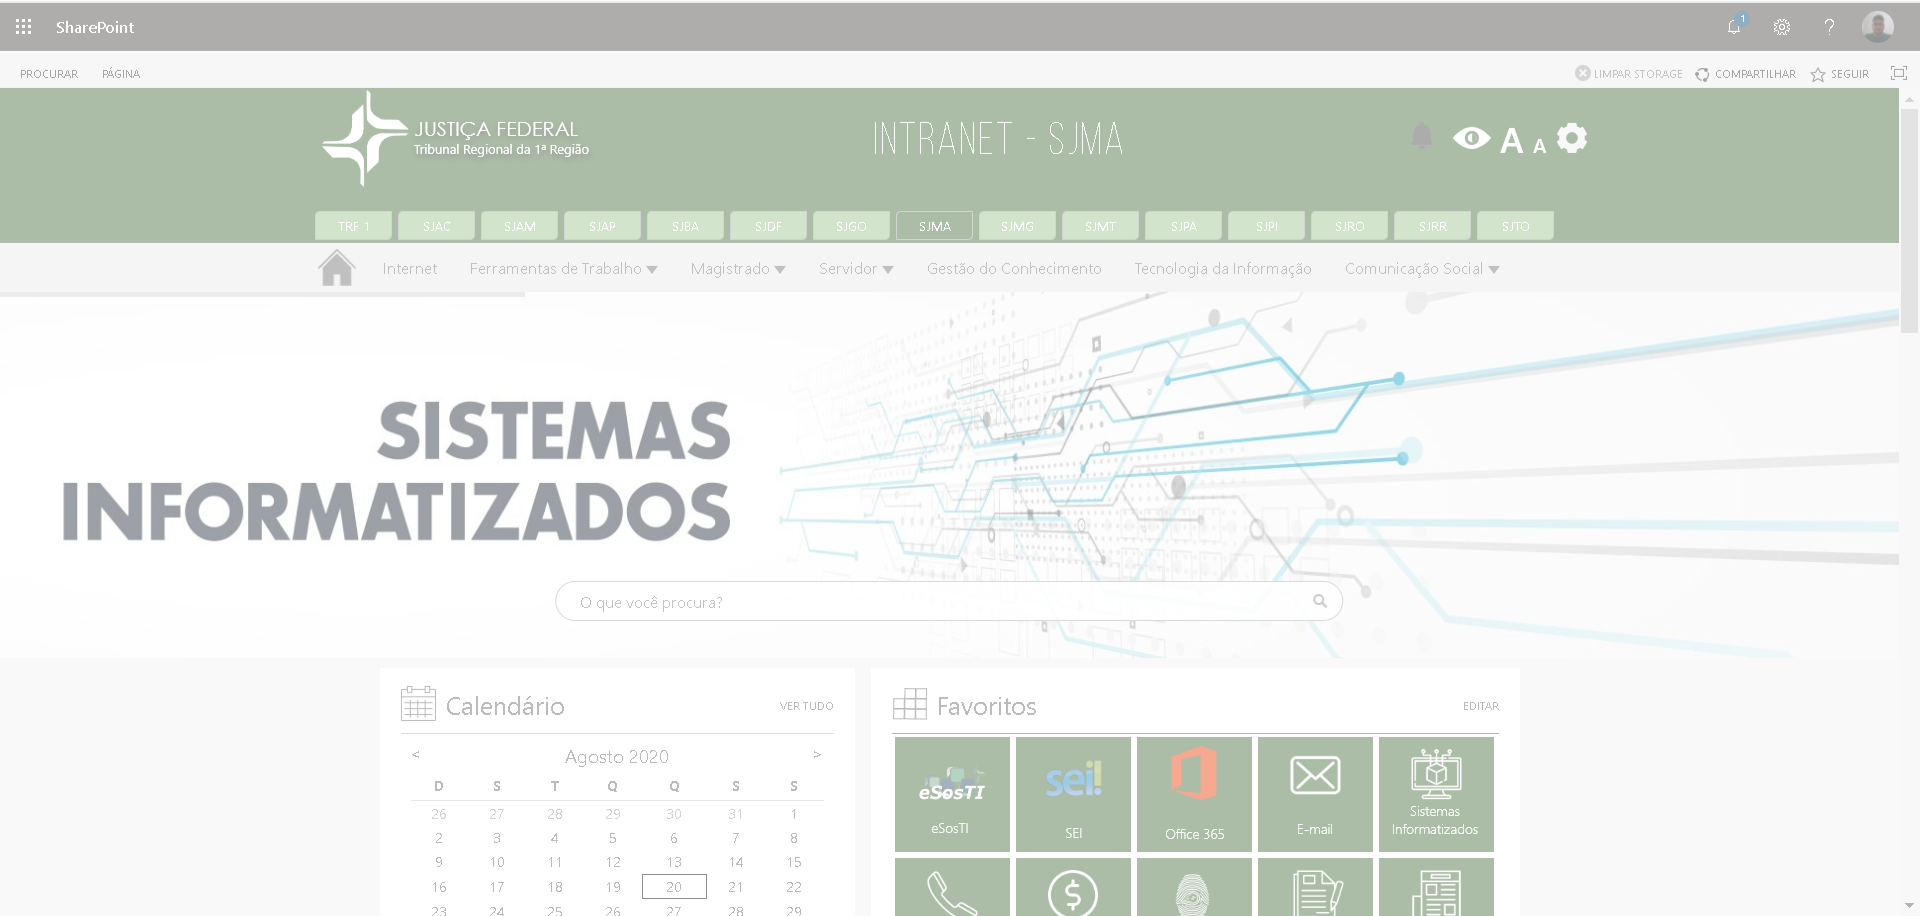 SharePoint
1
PROCURAR PÁGINA
LIMPAR STORAGE COMPARTILHAR SEGUIR
JUSTIÇA FEDERAL
Tribunal Regional da 1ª Região
INTRANET - SJMA
A A
TRF 1 SJAC SJAM SJAP SJBA SJDF SJGO SJMA SJMG SJMT SJPA SJPI SJRO SJRR SJTO
Internet Ferramentas de Trabalho Magistrado Servidor Gestão do Conhecimento Tecnologia da Informação Comunicação Social
SISTEMAS
INFORMATIZADOS
O que você procura?
Calendário VER TUDO
< Agosto 2020 >
D S T Q Q S S
26 27 28 29 30 31 1
2 3 4 5 6 7 8
9 10 11 12 13 14 15
16 17 18 19 20 21 22
23 24 25 26 27 28 29
Favoritos EDITAR
eSosTI
eSosTI
sei!
SEI
Office 365
E-mail
Sistemas
Informatizados